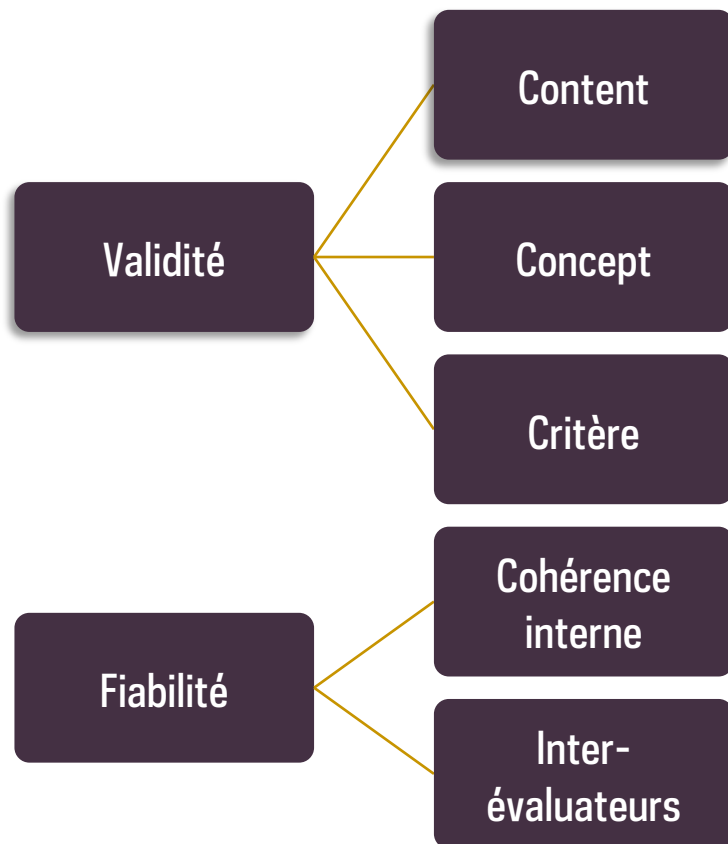 Validité
Content
Concept
Critère
Fiabilité
Cohérence
interne
Inter-
évaluateurs